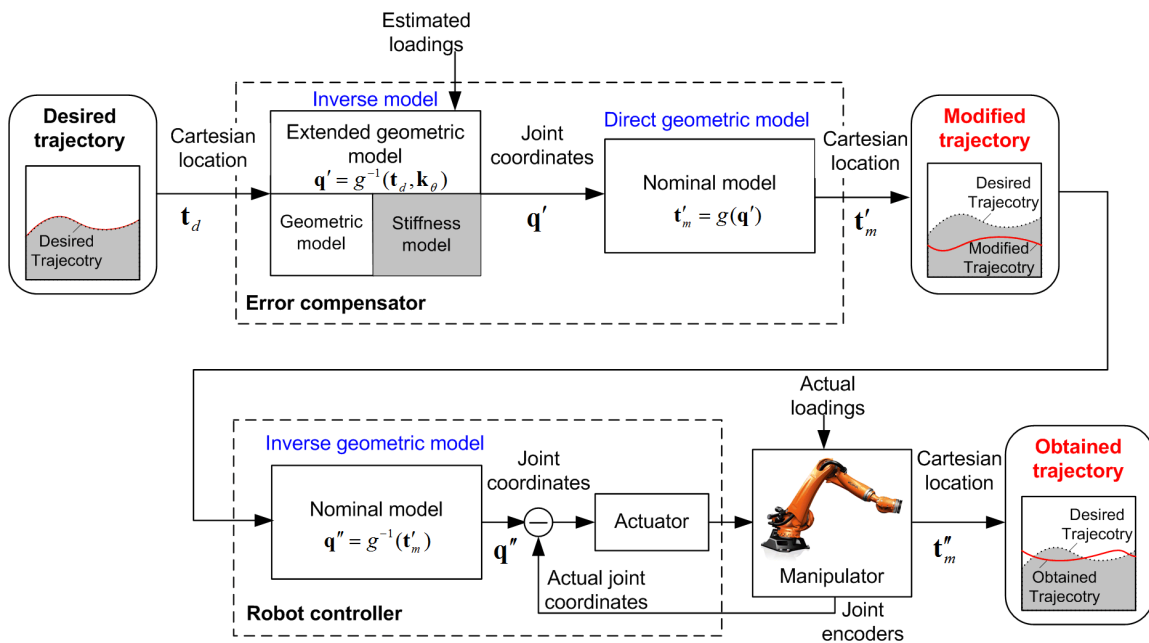 Estimated
loadings
Desired
trajectory
Desired
Trajecotry
Cartesian
location
t_d
Inverse model
Extended geometric
model
q′ = g⁻¹(t_d, k_θ)
Geometric
model
Stiffness
model
Error compensator
Joint
coordinates
q′
Direct geometric model
Nominal model
t′_m = g(q′)
Cartesian
location
t′_m
Modified
trajectory
Desired
Trajecotry
Modified
Trajecotry
Inverse geometric model
Nominal model
q″ = g⁻¹(t′_m)
Robot controller
Joint
coordinates
q″
Actuator
Actual joint
coordinates
Actual
loadings
Manipulator
Joint
encoders
Cartesian
location
t″_m
Obtained
trajectory
Desired
Trajecotry
Obtained
Trajecotry